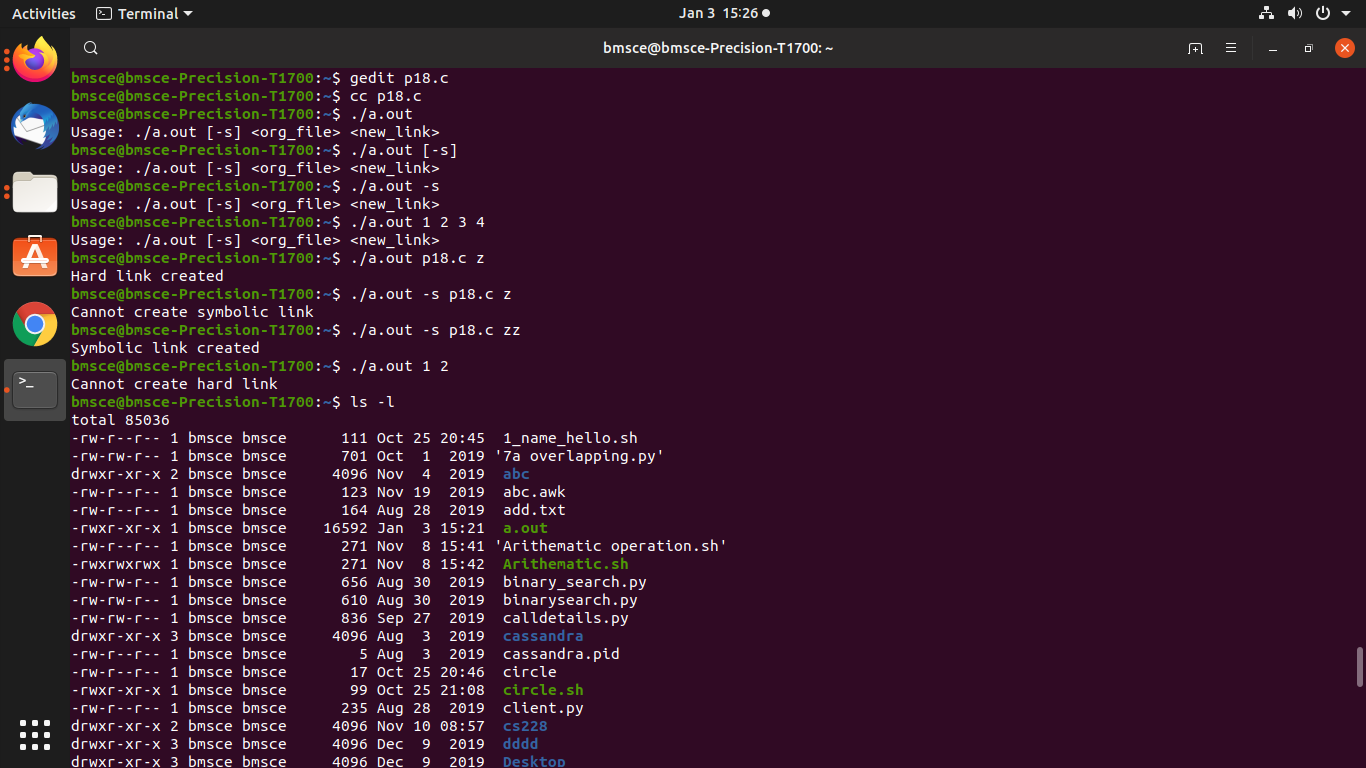 Activities Terminal Jan 3 15:26
bmsce@bmsce-Precision-T1700: ~
bmsce@bmsce-Precision-T1700:~$ gedit p18.c
bmsce@bmsce-Precision-T1700:~$ cc p18.c
bmsce@bmsce-Precision-T1700:~$ ./a.out
Usage: ./a.out [-s] <org_file> <new_link>
bmsce@bmsce-Precision-T1700:~$ ./a.out [-s]
Usage: ./a.out [-s] <org_file> <new_link>
bmsce@bmsce-Precision-T1700:~$ ./a.out -s
Usage: ./a.out [-s] <org_file> <new_link>
bmsce@bmsce-Precision-T1700:~$ ./a.out 1 2 3 4
Usage: ./a.out [-s] <org_file> <new_link>
bmsce@bmsce-Precision-T1700:~$ ./a.out p18.c z
Hard link created
bmsce@bmsce-Precision-T1700:~$ ./a.out -s p18.c z
Cannot create symbolic link
bmsce@bmsce-Precision-T1700:~$ ./a.out -s p18.c zz
Symbolic link created
bmsce@bmsce-Precision-T1700:~$ ./a.out 1 2
Cannot create hard link
bmsce@bmsce-Precision-T1700:~$ ls -l
total 85036
-rw-r--r-- 1 bmsce bmsce      111 Oct 25 20:45  1_name_hello.sh
-rw-rw-r-- 1 bmsce bmsce      701 Oct  1  2019 '7a overlapping.py'
drwxr-xr-x 2 bmsce bmsce     4096 Nov  4  2019  abc
-rw-r--r-- 1 bmsce bmsce      123 Nov 19  2019  abc.awk
-rw-r--r-- 1 bmsce bmsce      164 Aug 28  2019  add.txt
-rwxr-xr-x 1 bmsce bmsce    16592 Jan  3 15:21  a.out
-rw-r--r-- 1 bmsce bmsce      271 Nov  8 15:41 'Arithematic operation.sh'
-rwxrwxrwx 1 bmsce bmsce      271 Nov  8 15:42  Arithematic.sh
-rw-rw-r-- 1 bmsce bmsce      656 Aug 30  2019  binary_search.py
-rw-rw-r-- 1 bmsce bmsce      610 Aug 30  2019  binarysearch.py
-rw-rw-r-- 1 bmsce bmsce      836 Sep 27  2019  calldetails.py
drwxr-xr-x 3 bmsce bmsce     4096 Aug  3  2019  cassandra
-rw-r--r-- 1 bmsce bmsce        5 Aug  3  2019  cassandra.pid
-rw-r--r-- 1 bmsce bmsce       17 Oct 25 20:46  circle
-rwxr-xr-x 1 bmsce bmsce       99 Oct 25 21:08  circle.sh
-rw-rw-r-- 1 bmsce bmsce      235 Aug 28  2019  client.py
drwxr-xr-x 2 bmsce bmsce     4096 Nov 10 08:57  cs228
drwxr-xr-x 3 bmsce bmsce     4096 Dec  9  2019  dddd
drwxr-xr-x 3 bmsce bmsce     4096 Dec  9  2019  Desktop